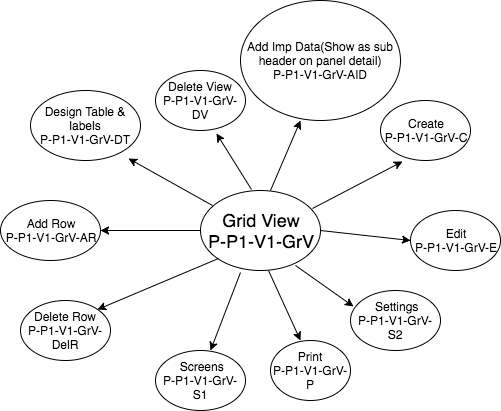 Add Imp Data(Show as sub
header on panel detail)
P-P1-V1-GrV-AID
Delete View
P-P1-V1-GrV-
DV
Design Table &
labels
P-P1-V1-GrV-DT
Create
P-P1-V1-GrV-C
Grid View
P-P1-V1-GrV
Add Row
P-P1-V1-GrV-AR
Edit
P-P1-V1-GrV-E
Delete Row
P-P1-V1-GrV-
DelR
Settings
P-P1-V1-GrV-
S2
Screens
P-P1-V1-GrV-
S1
Print
P-P1-V1-GrV-
P